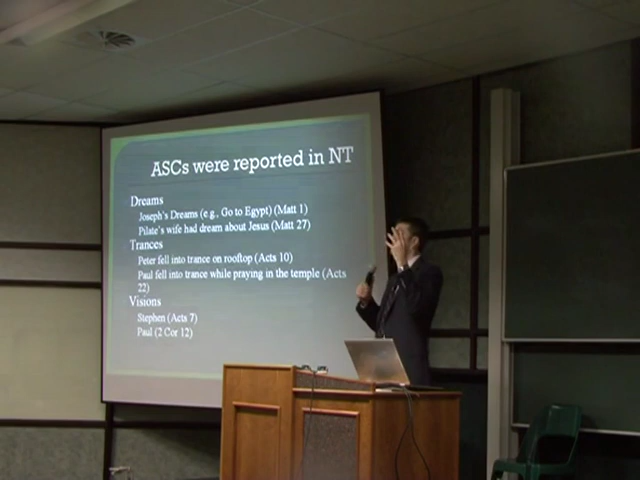 ASCs were reported in NT
Dreams
Joseph's Dreams (e.g., Go to Egypt) (Matt 1)
Pilate's wife had dream about Jesus (Matt 27)
Trances
Peter fell into trance on rooftop (Acts 10)
Paul fell into trance while praying in the temple (Acts
22)
Visions
Stephen (Acts 7)
Paul (2 Cor 12)